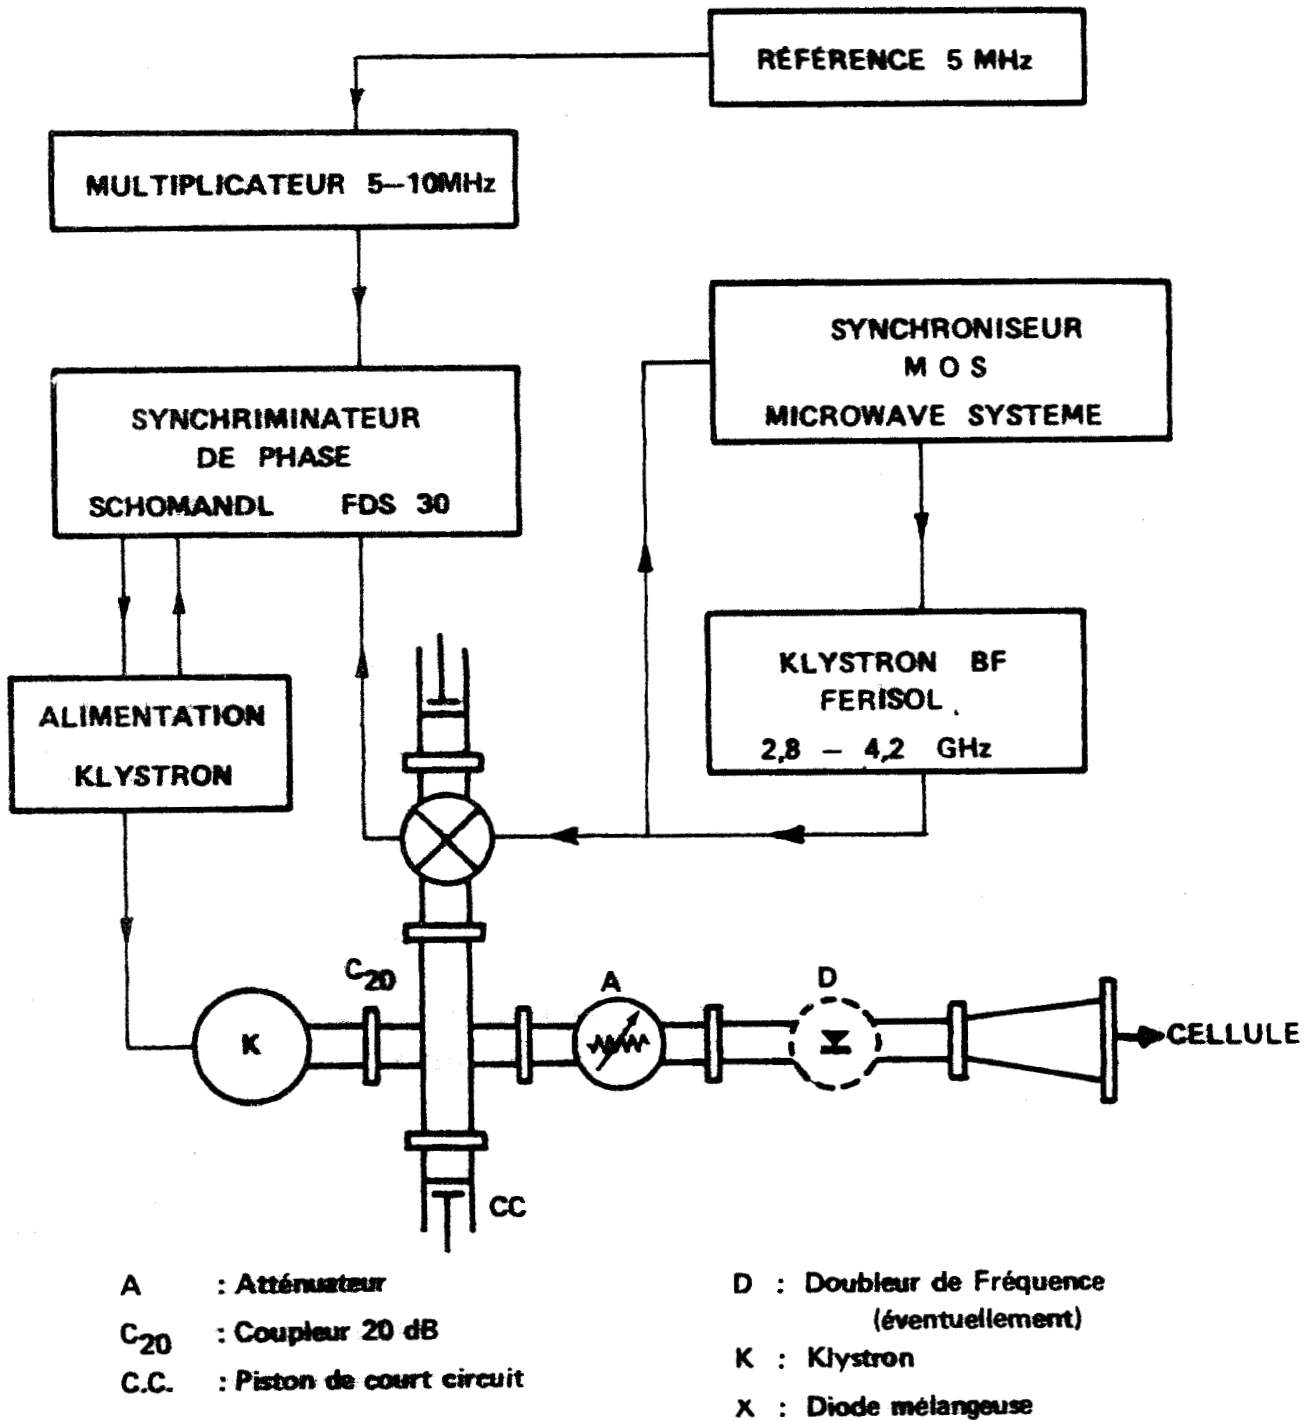 RÉFÉRENCE 5 MHz
MULTIPLICATEUR 5–10MHz
SYNCHRONISEUR
M O S
MICROWAVE SYSTEME
SYNCHRIMINATEUR
DE PHASE
SCHOMANDL FDS 30
KLYSTRON BF
FERISOL
2,8 – 4,2 GHz
ALIMENTATION
KLYSTRON
C20
A
D
K
CELLULE
CC
A : Atténuateur
C20 : Coupleur 20 dB
C.C. : Piston de court circuit
D : Doubleur de Fréquence
(éventuellement)
K : Klystron
X : Diode mélangeuse